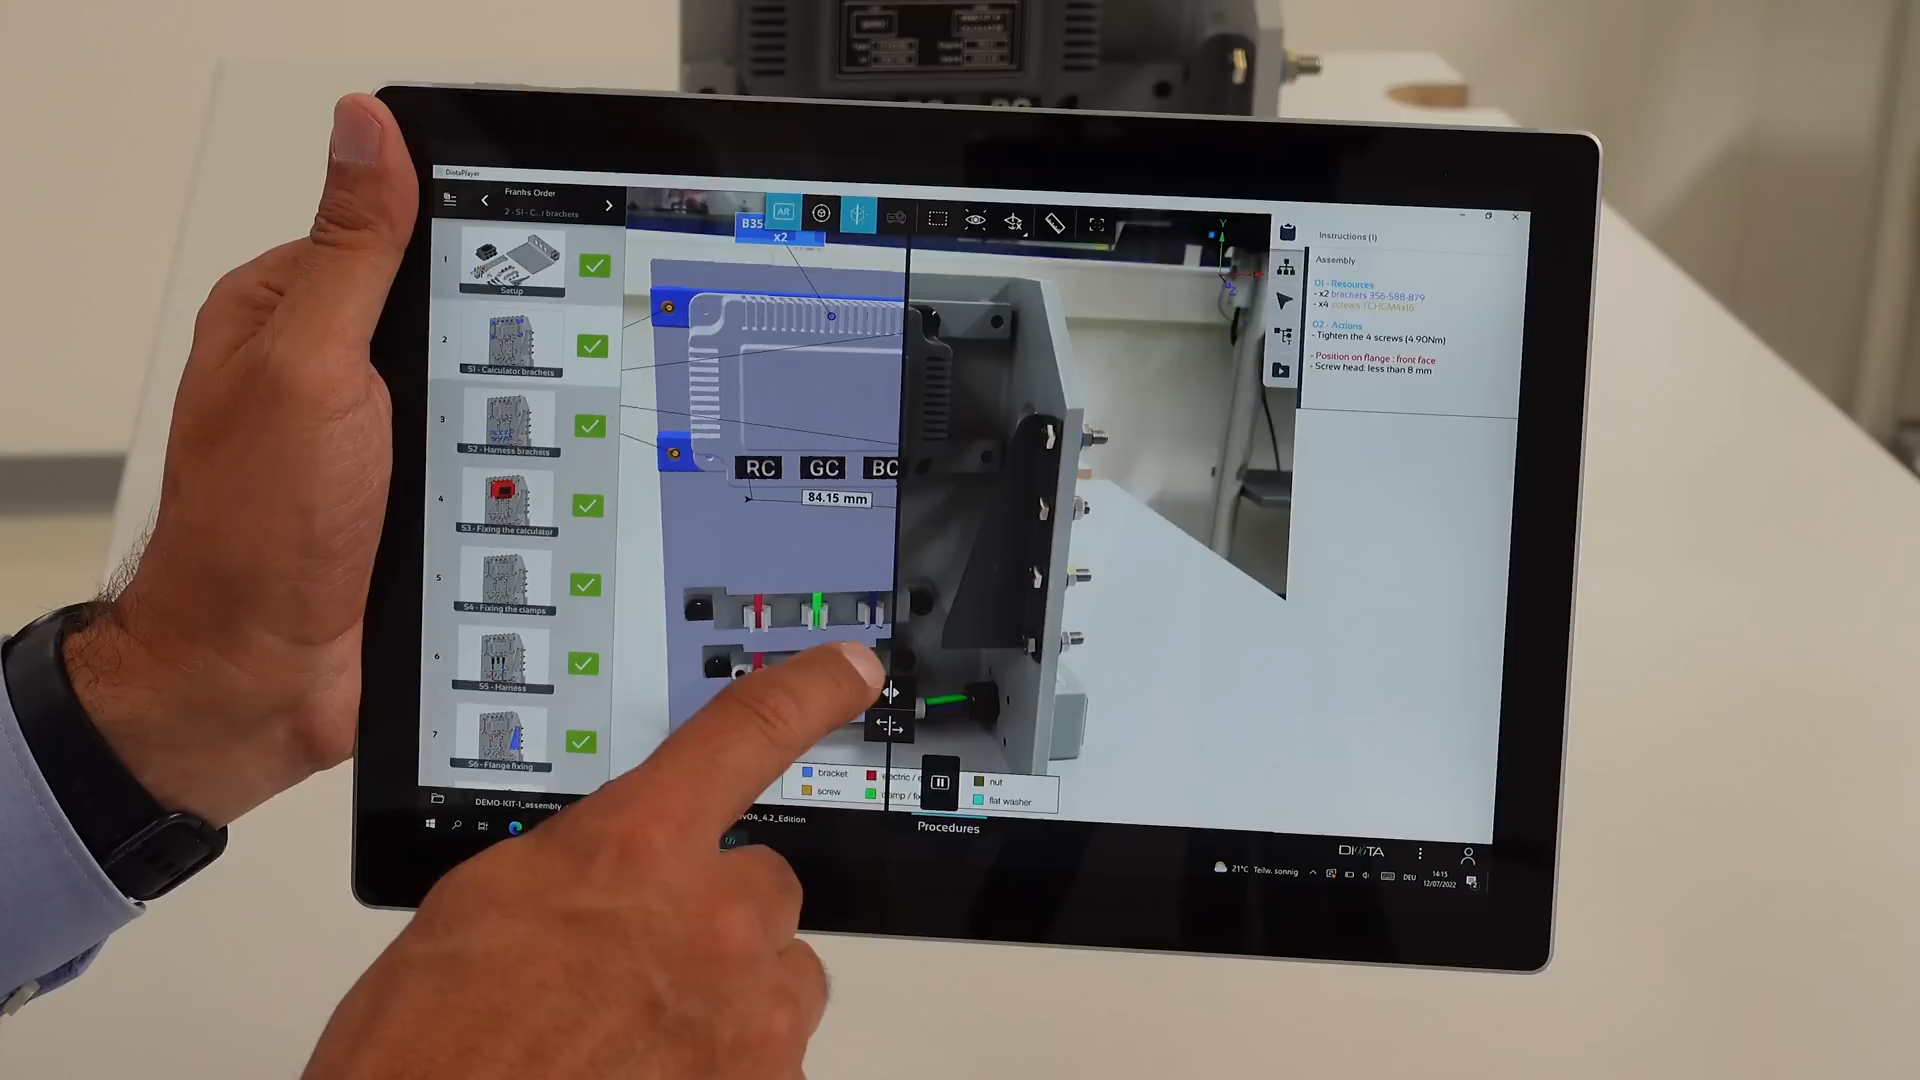 DiotaPlayer
Franks Order
2 - S1 - C.../ brackets
1
Setup
2
S1 - Calculator brackets
3
S2 - Harness brackets
4
S3 - Fixing the calculator
5
S4 - Fixing the clamps
6
S5 - Harness
7
S6 - Flange fixing
AR
B35
x2
Y
Z
RC
GC
BC
84.15 mm
Instructions (1)
Assembly
01 - Resources
- x2 brackets 356-588-879
- x4 screws TCHCM4x16
02 - Actions
- Tighten the 4 screws (4.90Nm)
- Position on flange : front face
- Screw head: less than 8 mm
bracket
nut
screw
flat washer
DEMO-KIT-1_assembly
4.2_Edition
Procedures
DIOTA
21°C Teilw. sonnig
DEU
14:15
12/07/2022